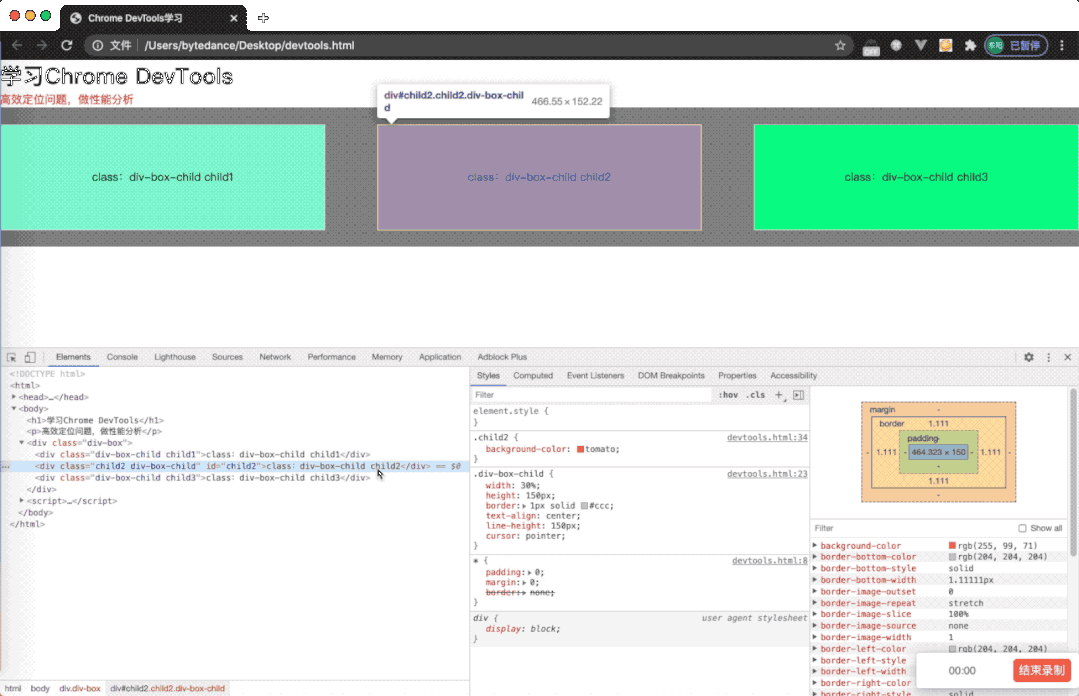 Chrome DevTools学习
文件
/Users/bytedance/Desktop/devtools.html
OFF
已暂停
学习Chrome DevTools
高效定位问题，做性能分析
div#child2.child2.div-box-chil
d
466.55 × 152.22
class：div-box-child child1
class：div-box-child child2
class：div-box-child child3
Elements Console Lighthouse Sources Network Performance Memory Application Adblock Plus
<!DOCTYPE html>
<html>
<head>…</head>
<body>
<h1>学习Chrome DevTools</h1>
<p>高效定位问题，做性能分析</p>
<div class="div-box">
<div class="div-box-child child1">class：div-box-child child1</div>
<div class="child2 div-box-child" id="child2">class：div-box-child child2</div> == $0
<div class="div-box-child child3">class：div-box-child child3</div>
</div>
<script>…</script>
</body>
</html>
html body div.div-box div#child2.child2.div-box-child
Styles Computed Event Listeners DOM Breakpoints Properties Accessibility
Filter :hov .cls +
element.style {
}
.child2 { devtools.html:34
background-color: tomato;
}
.div-box-child { devtools.html:23
width: 30%;
height: 150px;
border: 1px solid #ccc;
text-align: center;
line-height: 150px;
cursor: pointer;
}
* { devtools.html:8
padding: 0;
margin: 0;
border: none;
}
div { user agent stylesheet
display: block;
}
margin -
border 1.111
padding -
- 1.111 - 464.323 × 150 - 1.111 -
-
1.111
-
Filter Show all
background-color rgb(255, 99, 71)
border-bottom-color rgb(204, 204, 204)
border-bottom-style solid
border-bottom-width 1.11111px
border-image-outset 0
border-image-repeat stretch
border-image-slice 100%
border-image-source none
border-image-width 1
border-left-color rgb(204, 204, 204)
border-left-style
border-left-width
border-right-color
border-right-style solid
00:00
结束录制